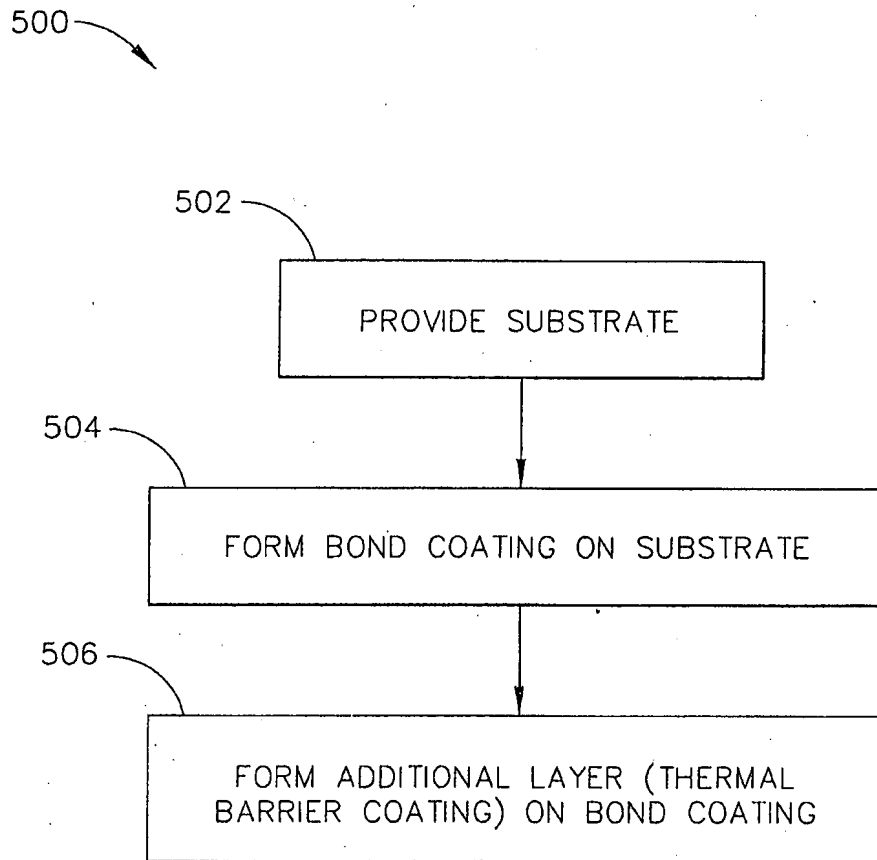 500
502
PROVIDE SUBSTRATE
504
FORM BOND COATING ON SUBSTRATE
506
FORM ADDITIONAL LAYER (THERMAL
BARRIER COATING) ON BOND COATING